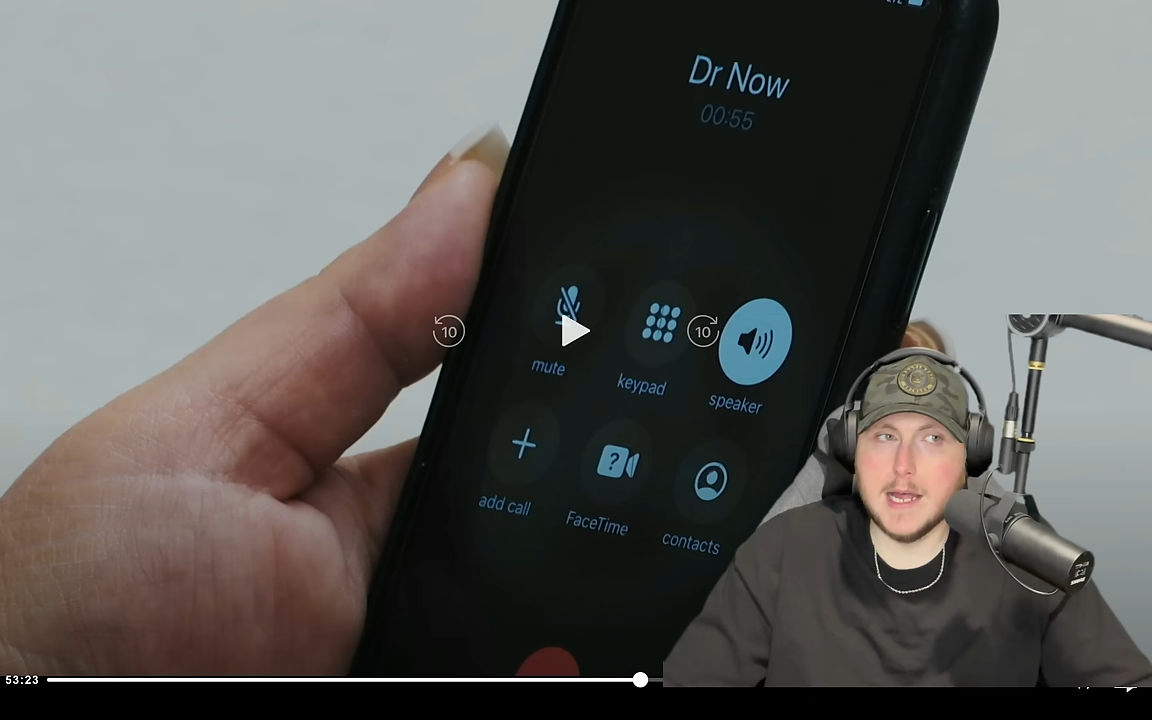 Dr Now
00:55
10
10
mute
keypad
speaker
add call
?
FaceTime
contacts
53:23